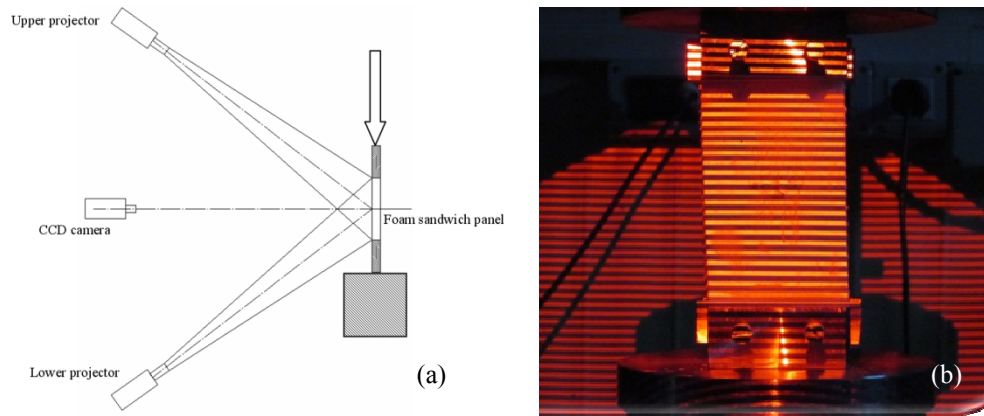 Upper projector
CCD camera
Foam sandwich panel
Lower projector
(a)
(b)